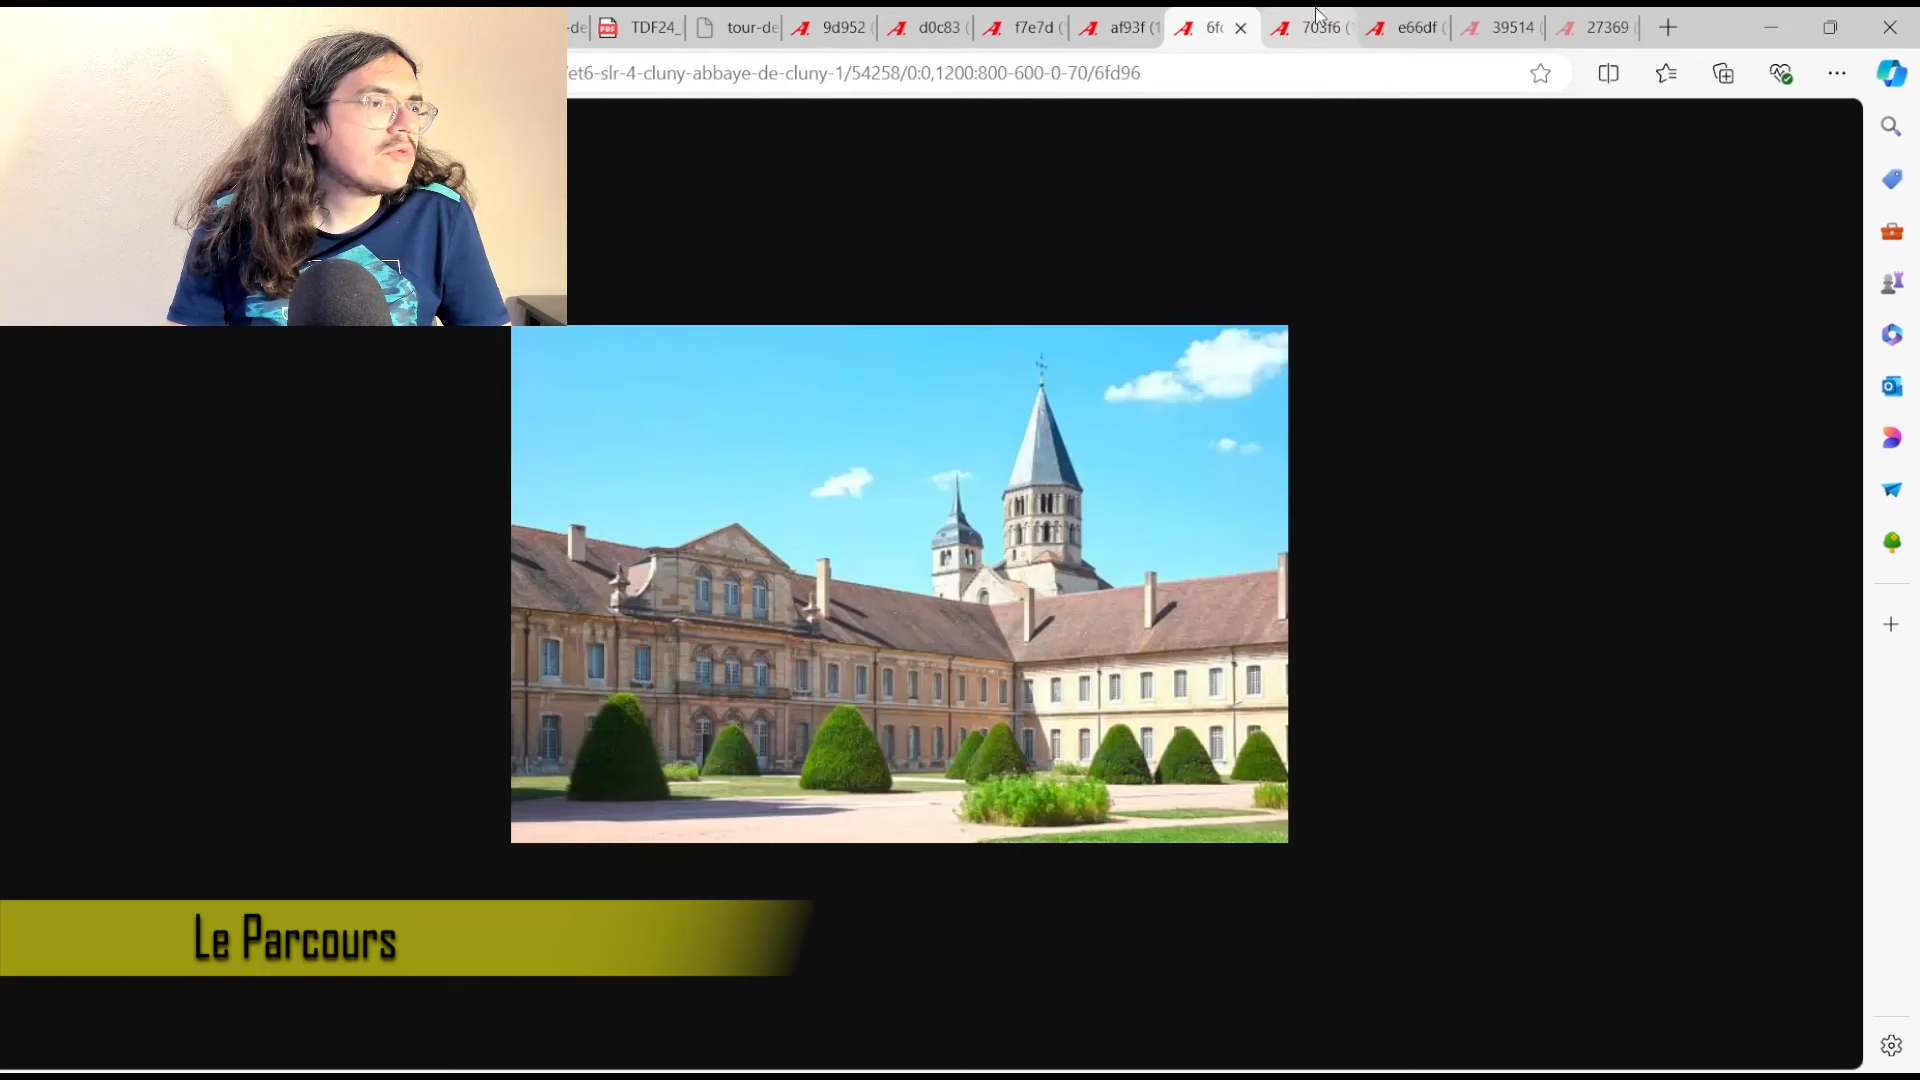 -de TDF24_ tour-de 9d952 ( d0c83 ( f7e7d ( af93f (1 6f 703f6 ( e66df ( 39514 ( 27369 (
et6-slr-4-cluny-abbaye-de-cluny-1/54258/0:0,1200:800-600-0-70/6fd96
Le Parcours